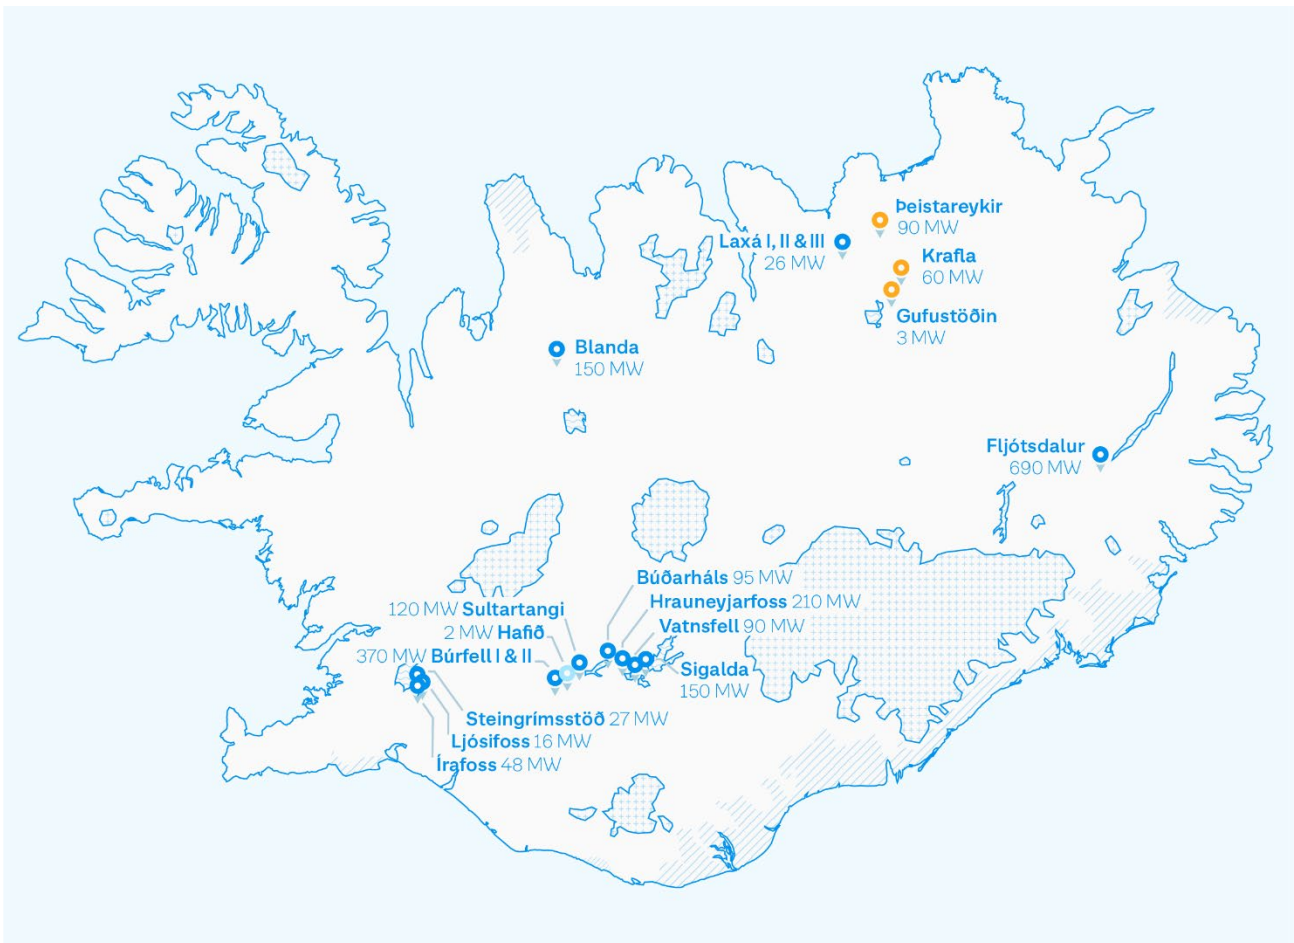 Þeistareykir
90 MW
Laxá I, II & III
26 MW
Krafla
60 MW
Gufustöðin
3 MW
Blanda
150 MW
Fljótsdalur
690 MW
Búðarháls 95 MW
Hrauneyjarfoss 210 MW
Vatnsfell 90 MW
Sigalda
150 MW
120 MW Sultartangi
2 MW Hafið
370 MW Búrfell I & II
Steingrímsstöð 27 MW
Ljósifoss 16 MW
Írafoss 48 MW